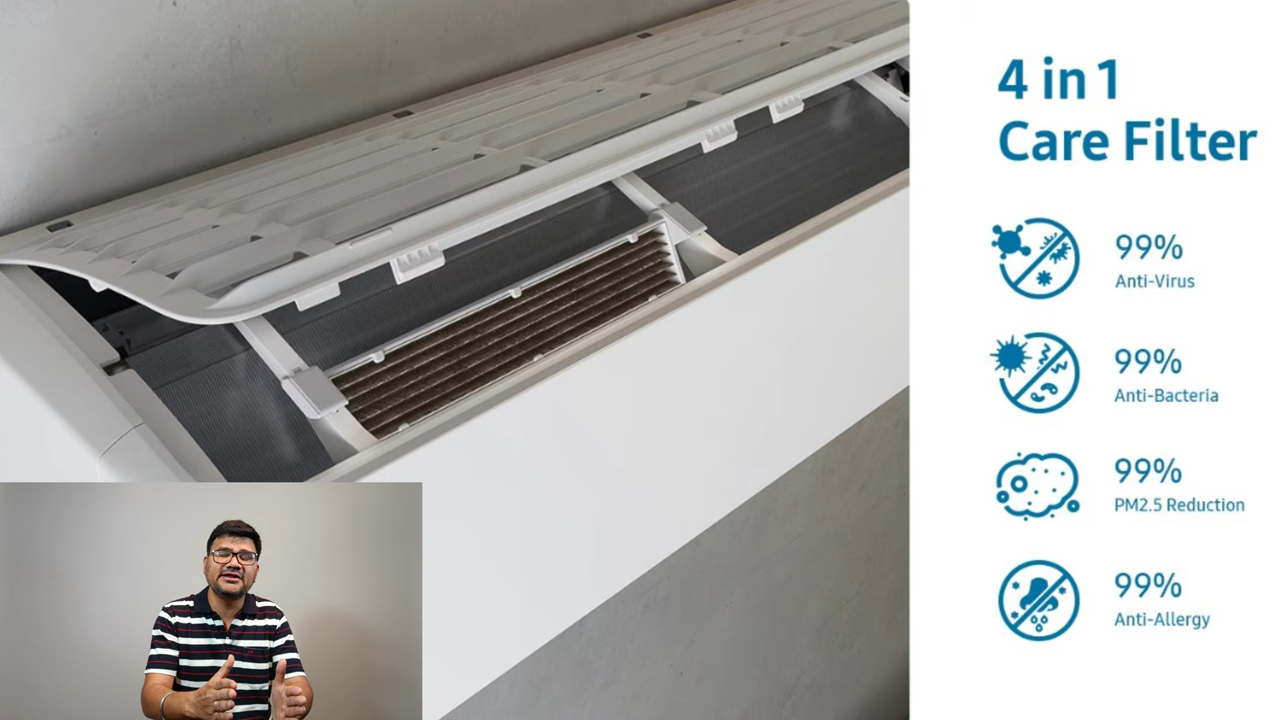 4 in 1
Care Filter
99%
Anti-Virus
99%
Anti-Bacteria
99%
PM2.5 Reduction
99%
Anti-Allergy